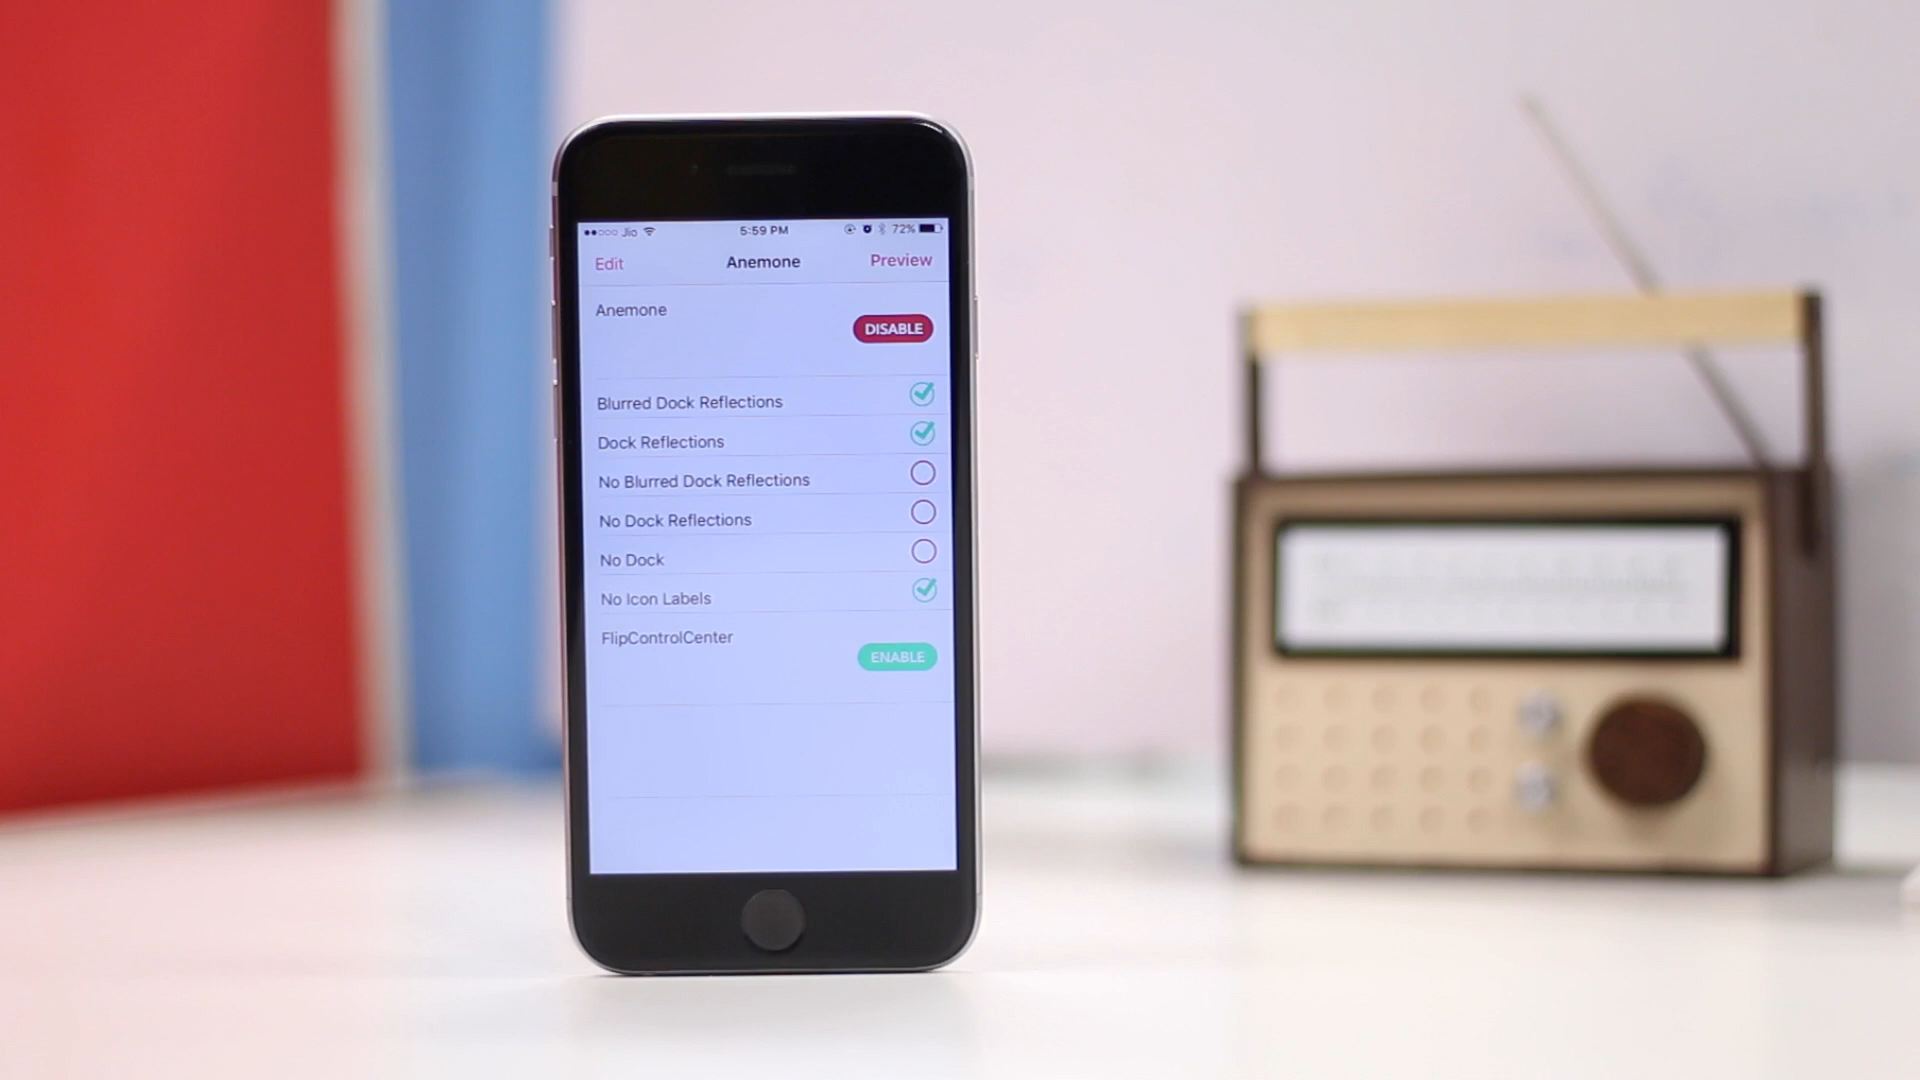 Jio 5:59 PM 72%
Edit Anemone Preview
Anemone
DISABLE
Blurred Dock Reflections
Dock Reflections
No Blurred Dock Reflections
No Dock Reflections
No Dock
No Icon Labels
FlipControlCenter
ENABLE